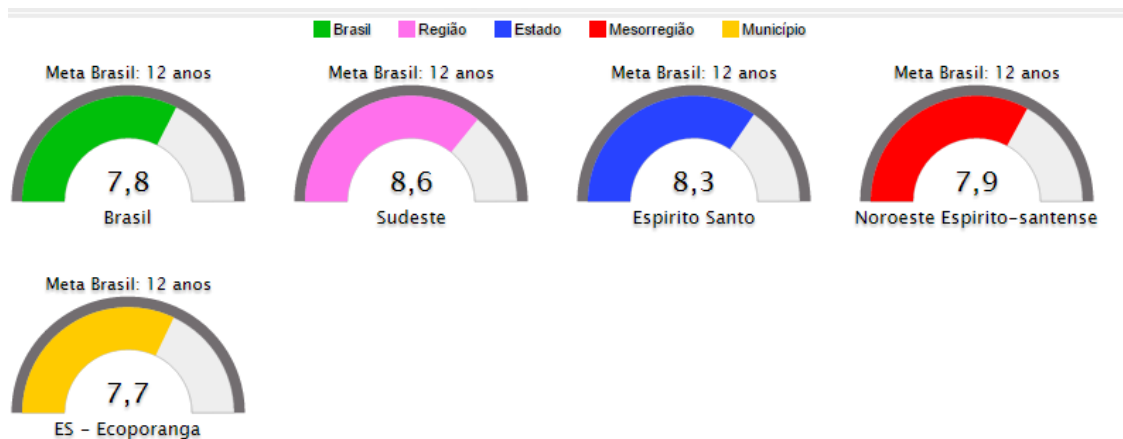 Brasil Região Estado Mesorregião Município
Meta Brasil: 12 anos
7,8
Brasil
Meta Brasil: 12 anos
8,6
Sudeste
Meta Brasil: 12 anos
8,3
Espirito Santo
Meta Brasil: 12 anos
7,9
Noroeste Espirito-santense
Meta Brasil: 12 anos
7,7
ES - Ecoporanga